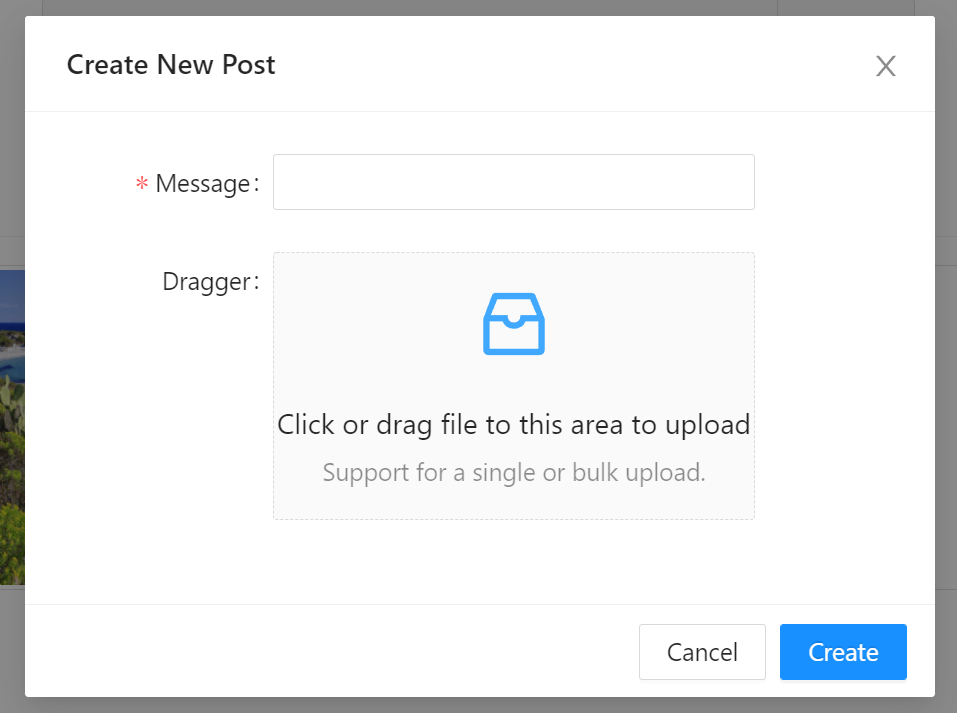 Create New Post
* Message:
Dragger:
Click or drag file to this area to upload
Support for a single or bulk upload.
Cancel
Create